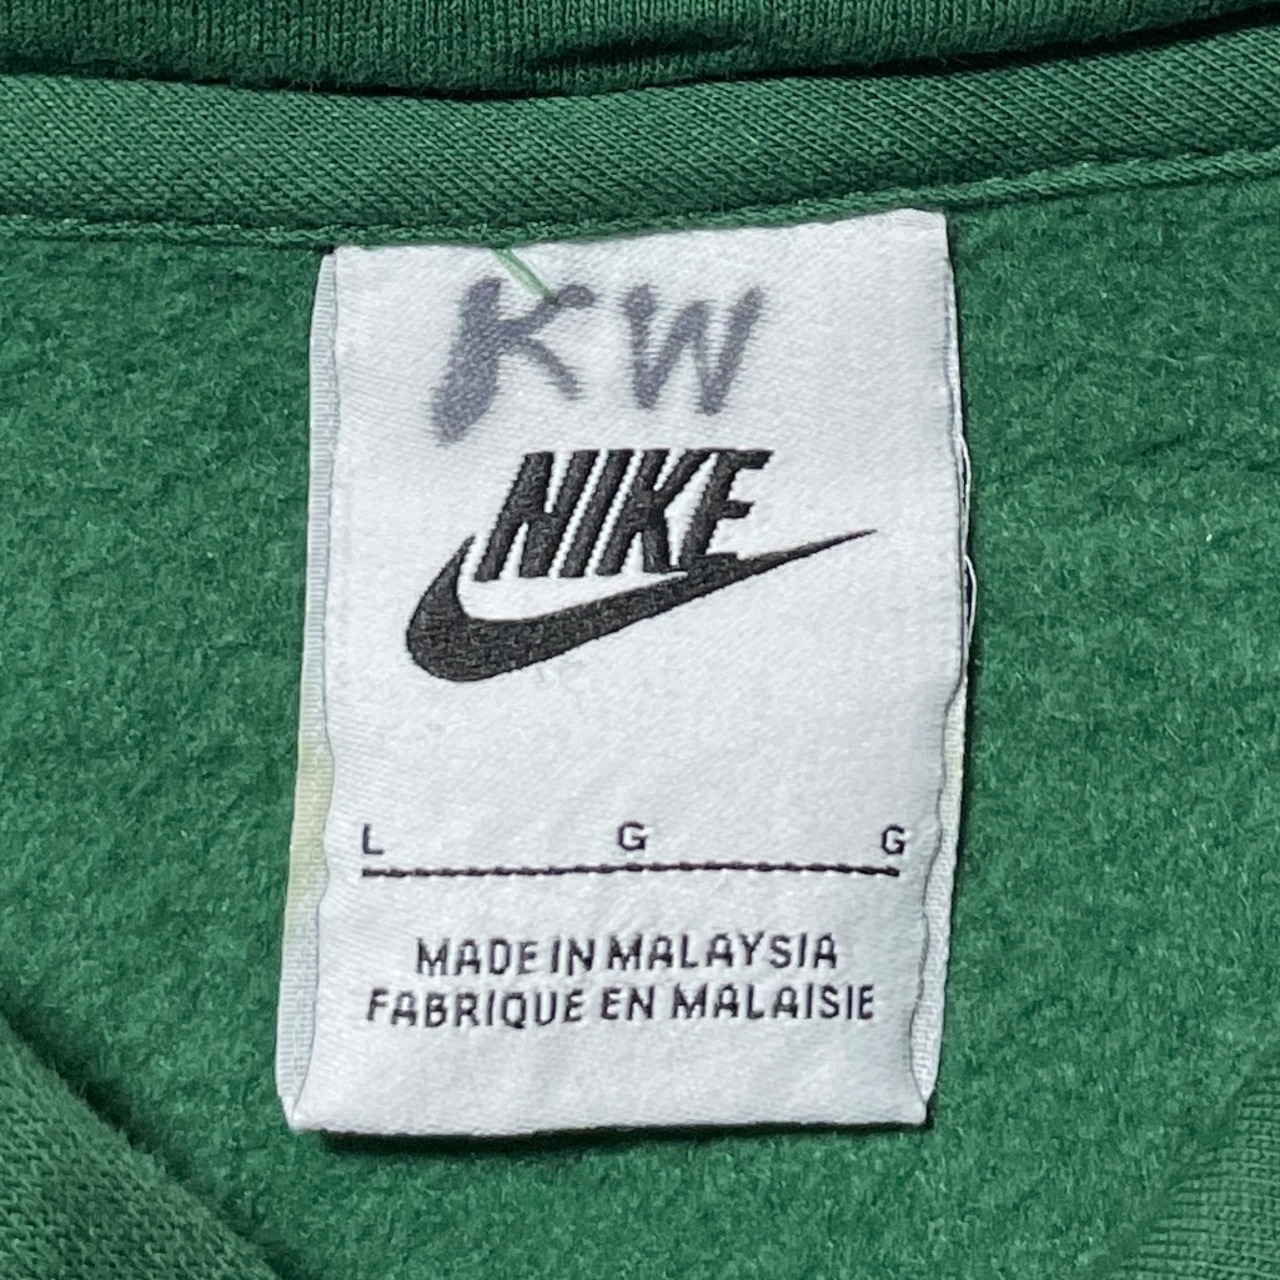 KW
NIKE
L G G
MADE IN MALAYSIA
FABRIQUE EN MALAISIE